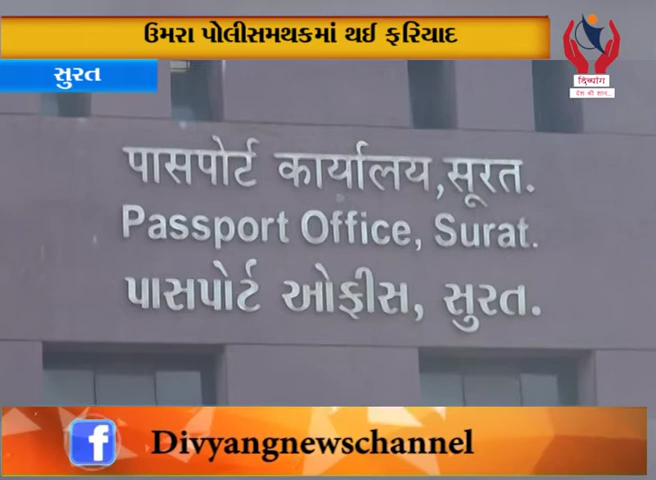 ઉમરા પોલીસમથકમાં થઈ ફરિયાદ
સુરત
दिव्यांग
देश की शान..
पासपोर्ट कार्यालय,सूरत.
Passport Office, Surat.
પાસપોર્ટ ઓફીસ, સુરત.
f Divyangnewschannel